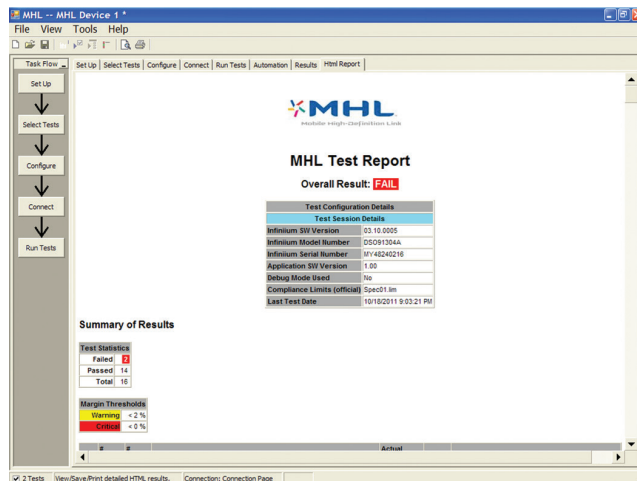 MHL -- MHL Device 1 *
File View Tools Help
Task Flow
Set Up Select Tests Configure Connect Run Tests Automation Results Html Report
Set Up
Select Tests
Configure
Connect
Run Tests
MHL
Mobile High-Definition Link
MHL Test Report
Overall Result: FAIL
Test Configuration Details
Test Session Details
Infiniium SW Version 03.10.0005
Infiniium Model Number DSO91304A
Infiniium Serial Number MY48240216
Application SW Version 1.00
Debug Mode Used No
Compliance Limits (official) Spec01.lim
Last Test Date 10/18/2011 9:03:21 PM
Summary of Results
Test Statistics
Failed 2
Passed 14
Total 16
Margin Thresholds
Warning < 2 %
Critical < 0 %
# # Actual
2 Tests View/Save/Print detailed HTML results. Connection: Connection Page